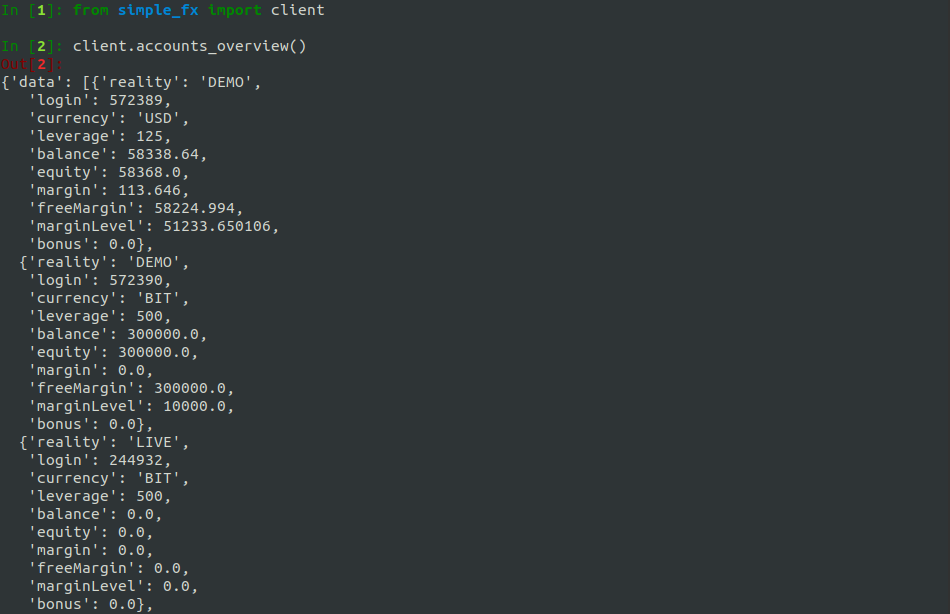 In [1]: from simple_fx import client
In [2]: client.accounts_overview()
Out[2]:
{'data': [{'reality': 'DEMO',
   'login': 572389,
   'currency': 'USD',
   'leverage': 125,
   'balance': 58338.64,
   'equity': 58368.0,
   'margin': 113.646,
   'freeMargin': 58224.994,
   'marginLevel': 51233.650106,
   'bonus': 0.0},
  {'reality': 'DEMO',
   'login': 572390,
   'currency': 'BIT',
   'leverage': 500,
   'balance': 300000.0,
   'equity': 300000.0,
   'margin': 0.0,
   'freeMargin': 300000.0,
   'marginLevel': 10000.0,
   'bonus': 0.0},
  {'reality': 'LIVE',
   'login': 244932,
   'currency': 'BIT',
   'leverage': 500,
   'balance': 0.0,
   'equity': 0.0,
   'margin': 0.0,
   'freeMargin': 0.0,
   'marginLevel': 0.0,
   'bonus': 0.0},